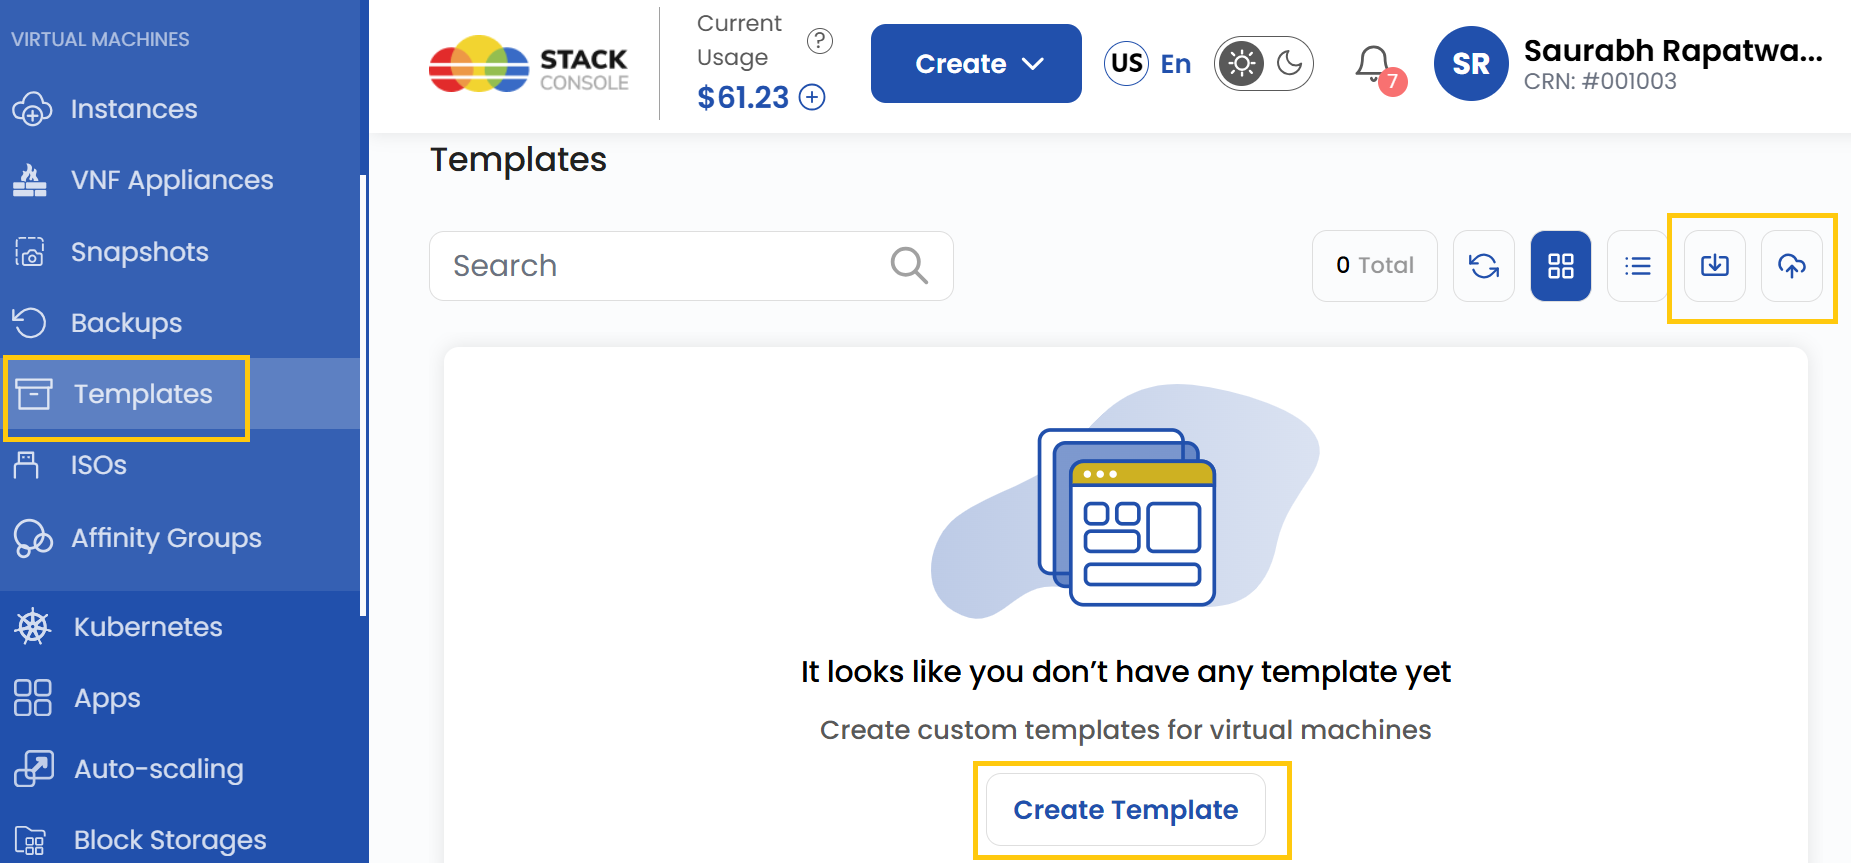 VIRTUAL MACHINES
Instances
VNF Appliances
Snapshots
Backups
Templates
ISOs
Affinity Groups
Kubernetes
Apps
Auto-scaling
Block Storages
STACK
CONSOLE
Current
Usage
?
$61.23
Create
US En
7
SR
Saurabh Rapatwa...
CRN: #001003
Templates
Search
0 Total
It looks like you don’t have any template yet
Create custom templates for virtual machines
Create Template